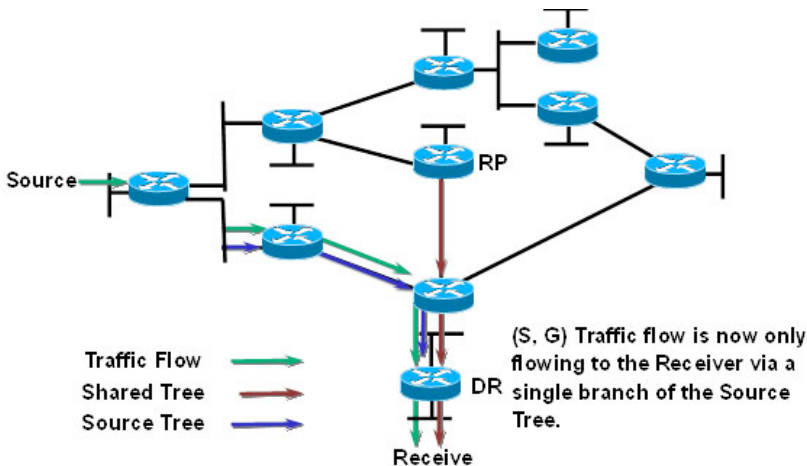 RP
Source
(S, G) Traffic flow is now only
flowing to the Receiver via a
single branch of the Source
Tree.
Traffic Flow
Shared Tree
Source Tree
DR
Receive